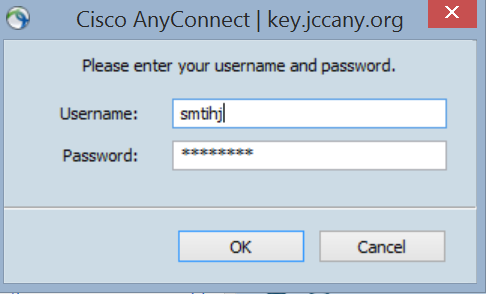 Cisco AnyConnect | key.jccany.org
Please enter your username and password.
Username: smtihj
Password: ********
OK Cancel